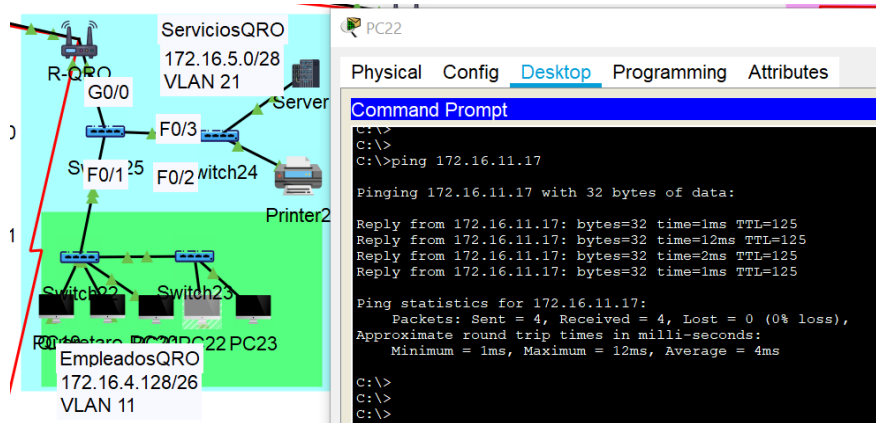 ServiciosQRO
172.16.5.0/28
VLAN 21
R-QRO
G0/0
Server
F0/3
F0/1
25
F0/2
witch24
Printer2
Switch22
Switch23
PC22
PC23
EmpleadosQRO
172.16.4.128/26
VLAN 11
PC22
Physical Config Desktop Programming Attributes
Command Prompt
C:\>
C:\>
C:\>ping 172.16.11.17
Pinging 172.16.11.17 with 32 bytes of data:
Reply from 172.16.11.17: bytes=32 time=1ms TTL=125
Reply from 172.16.11.17: bytes=32 time=12ms TTL=125
Reply from 172.16.11.17: bytes=32 time=2ms TTL=125
Reply from 172.16.11.17: bytes=32 time=1ms TTL=125
Ping statistics for 172.16.11.17:
Packets: Sent = 4, Received = 4, Lost = 0 (0% loss),
Approximate round trip times in milli-seconds:
Minimum = 1ms, Maximum = 12ms, Average = 4ms
C:\>
C:\>
C:\>